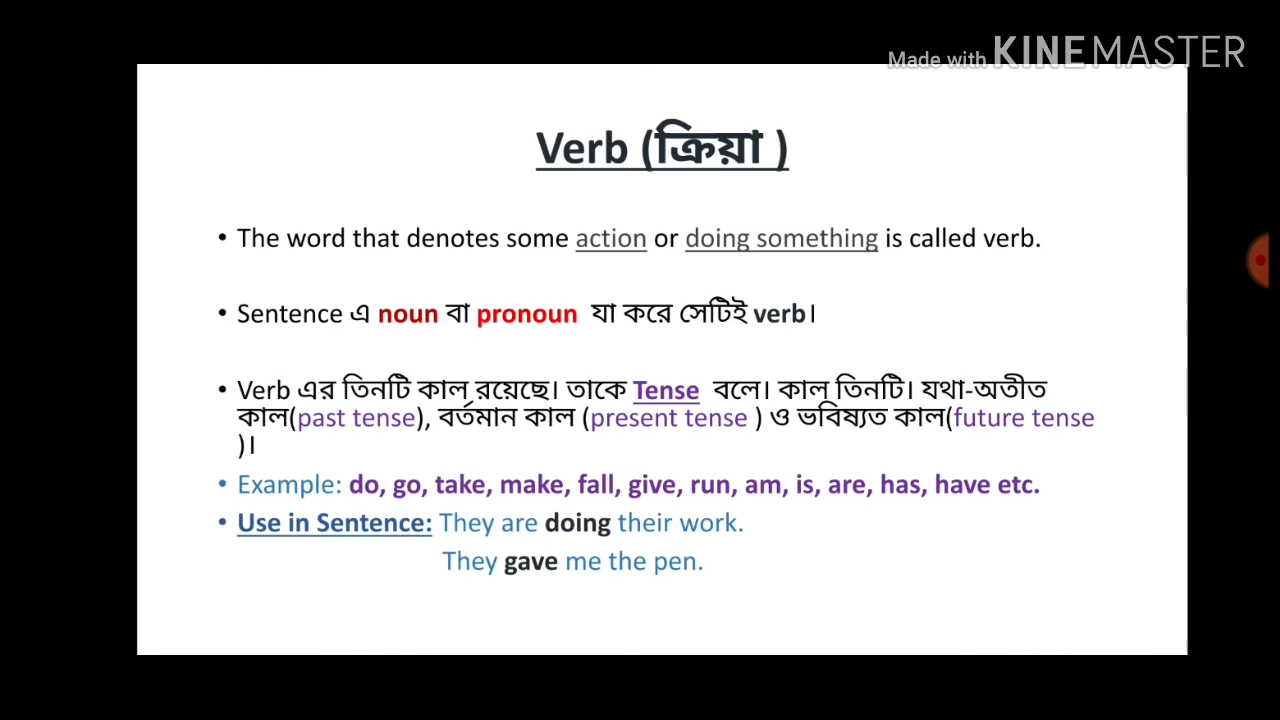 Made with KINEMASTER
Verb (ক্রিয়া )
• The word that denotes some action or doing something is called verb.
• Sentence এ noun বা pronoun যা করে সেটিই verb।
• Verb এর তিনটি কাল রয়েছে। তাকে Tense বলে। কাল তিনটি। যথা-অতীত
কাল(past tense), বর্তমান কাল (present tense ) ও ভবিষ্যত কাল(future tense
)।
• Example: do, go, take, make, fall, give, run, am, is, are, has, have etc.
• Use in Sentence: They are doing their work.
They gave me the pen.